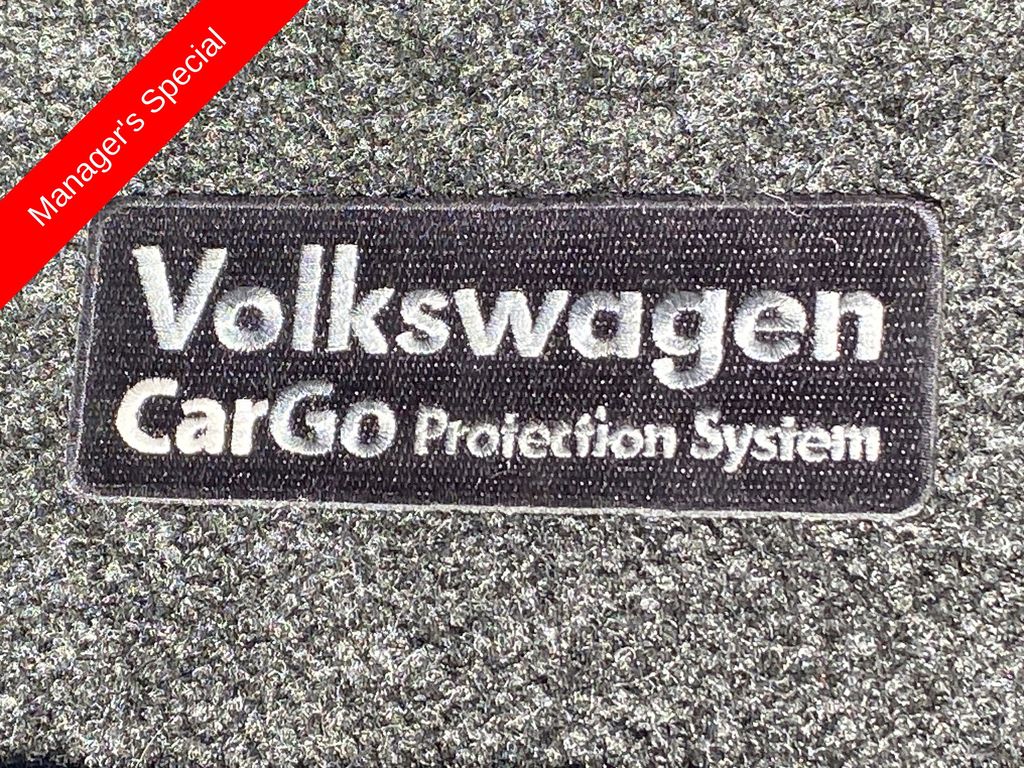 Manager's Special
Volkswagen
CarGo Protection System